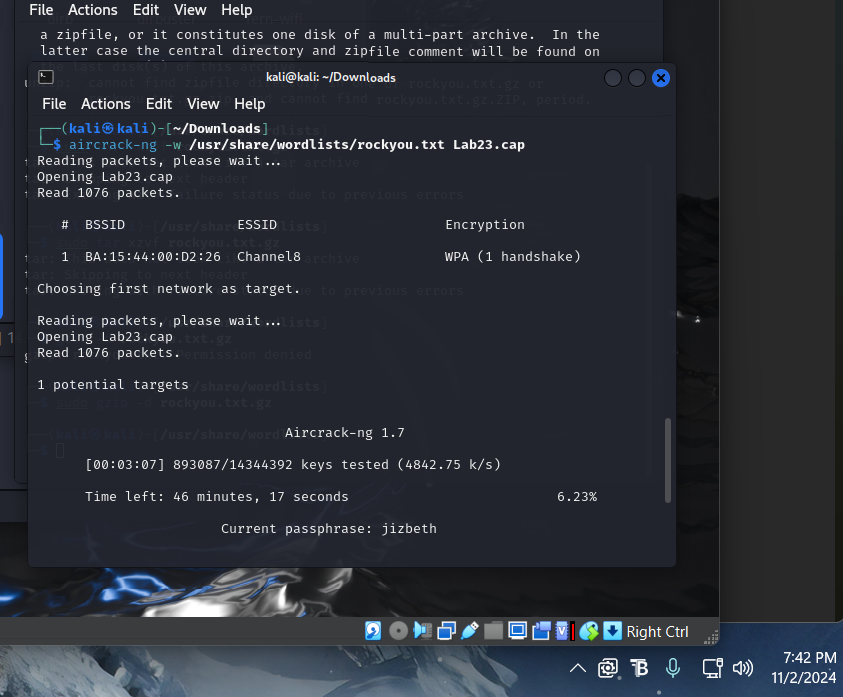 File Actions Edit View Help
a zipfile, or it constitutes one disk of a multi-part archive. In the
latter case the central directory and zipfile comment will be found on
kali@kali: ~/Downloads
File Actions Edit View Help
┌──(kali㉿kali)-[~/Downloads]
└─$ aircrack-ng -w /usr/share/wordlists/rockyou.txt Lab23.cap
Reading packets, please wait...
Opening Lab23.cap
Read 1076 packets.
# BSSID ESSID Encryption
1 BA:15:44:00:D2:26 Channel8 WPA (1 handshake)
Choosing first network as target.
Reading packets, please wait...
Opening Lab23.cap
Read 1076 packets.
1 potential targets
Aircrack-ng 1.7
[00:03:07] 893087/14344392 keys tested (4842.75 k/s)
Time left: 46 minutes, 17 seconds 6.23%
Current passphrase: jizbeth
Right Ctrl
7:42 PM
11/2/2024